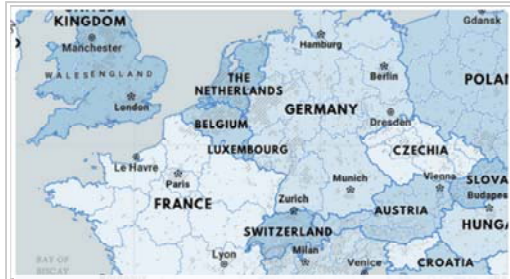 UNITED
KINGDOM
Manchester
WALES ENGLAND
London
Gdansk
Hamburg
Berlin
THE
NETHERLANDS
POLAN
GERMANY
Dresden
BELGIUM
LUXEMBOURG
CZECHIA
Le Havre
Paris
Munich
Vienna
SLOVA
Budapes
FRANCE
Zurich
AUSTRIA
HUNGA
SWITZERLAND
BAY OF
BISCAY
Lyon
Milan
Venice
CROATIA